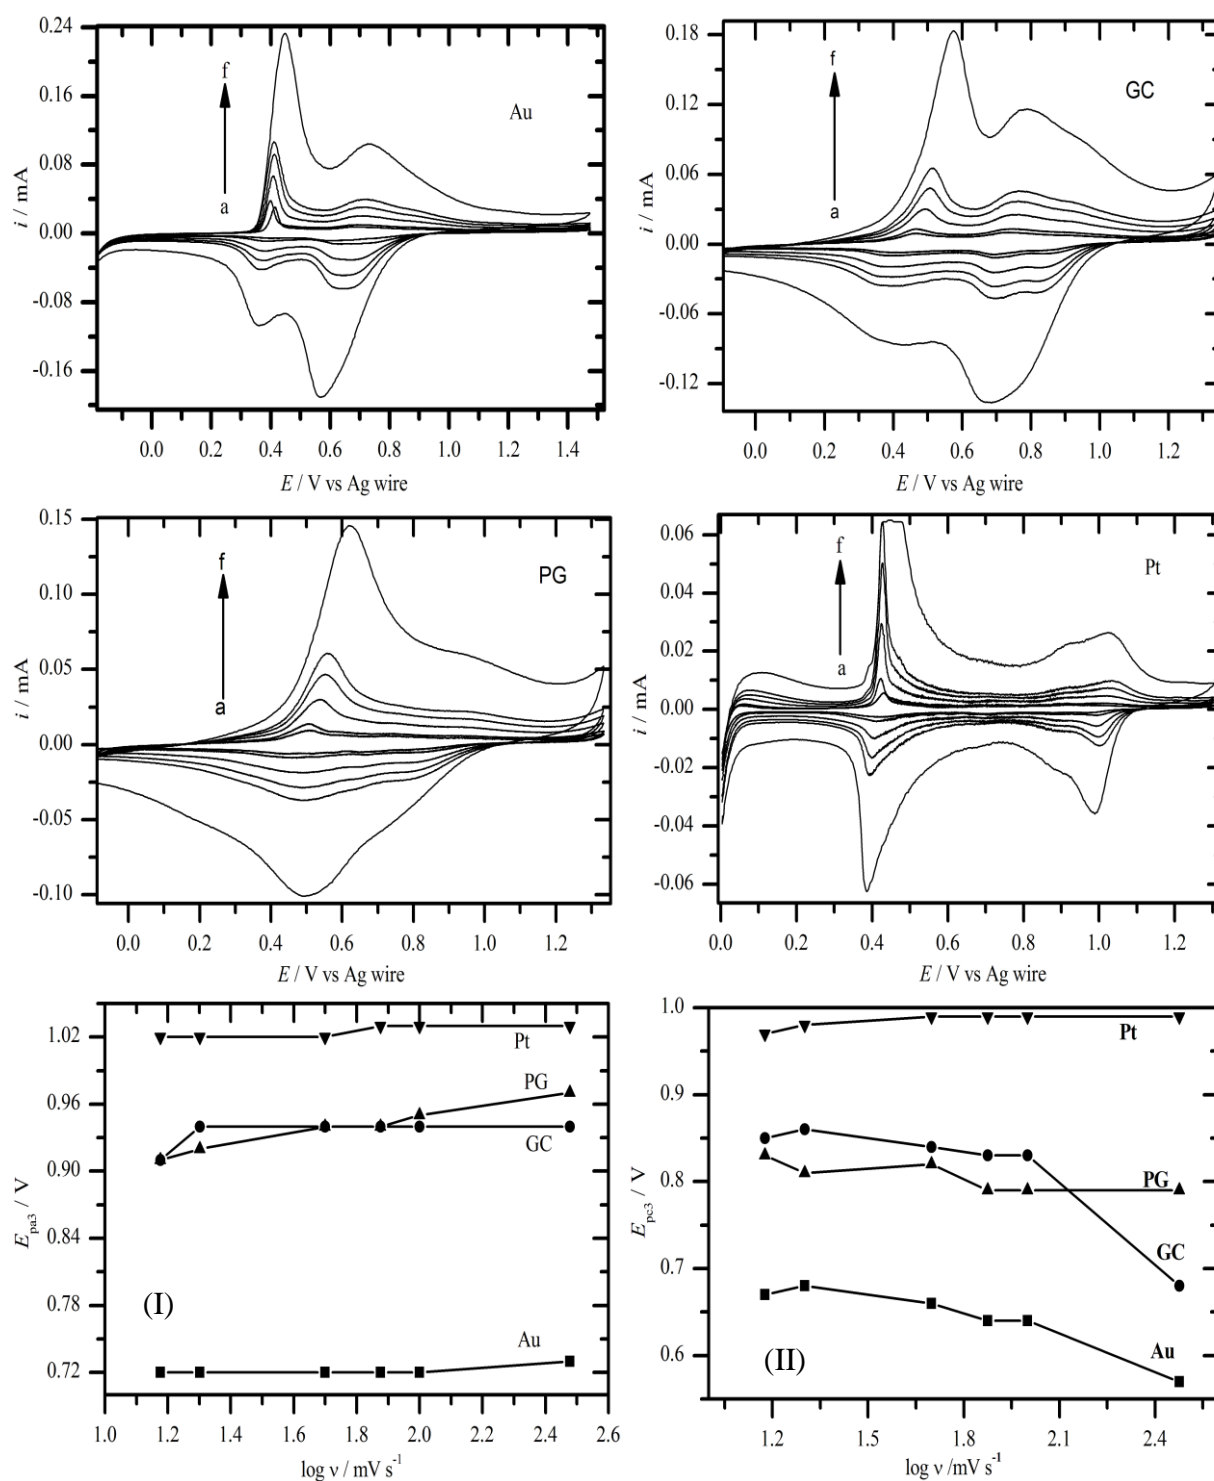 0.24
0.16
0.08
0.00
-0.08
-0.16
i / mA
f
a
Au
0.0 0.2 0.4 0.6 0.8 1.0 1.2 1.4
E / V vs Ag wire
0.18
0.12
0.06
0.00
-0.06
-0.12
i / mA
f
a
GC
0.0 0.2 0.4 0.6 0.8 1.0 1.2
E / V vs Ag wire
0.15
0.10
0.05
0.00
-0.05
-0.10
i / mA
f
a
PG
0.0 0.2 0.4 0.6 0.8 1.0 1.2
E / V vs Ag wire
0.06
0.04
0.02
0.00
-0.02
-0.04
-0.06
i / mA
f
a
Pt
0.0 0.2 0.4 0.6 0.8 1.0 1.2
E / V vs Ag wire
1.02
0.96
0.90
0.84
0.78
0.72
Epa3 / V
Pt
PG
GC
Au
(I)
1.0 1.2 1.4 1.6 1.8 2.0 2.2 2.4 2.6
log ν / mV s-1
1.0
0.9
0.8
0.7
0.6
Epc3 / V
Pt
PG
GC
Au
(II)
1.2 1.5 1.8 2.1 2.4
log ν / mV s-1